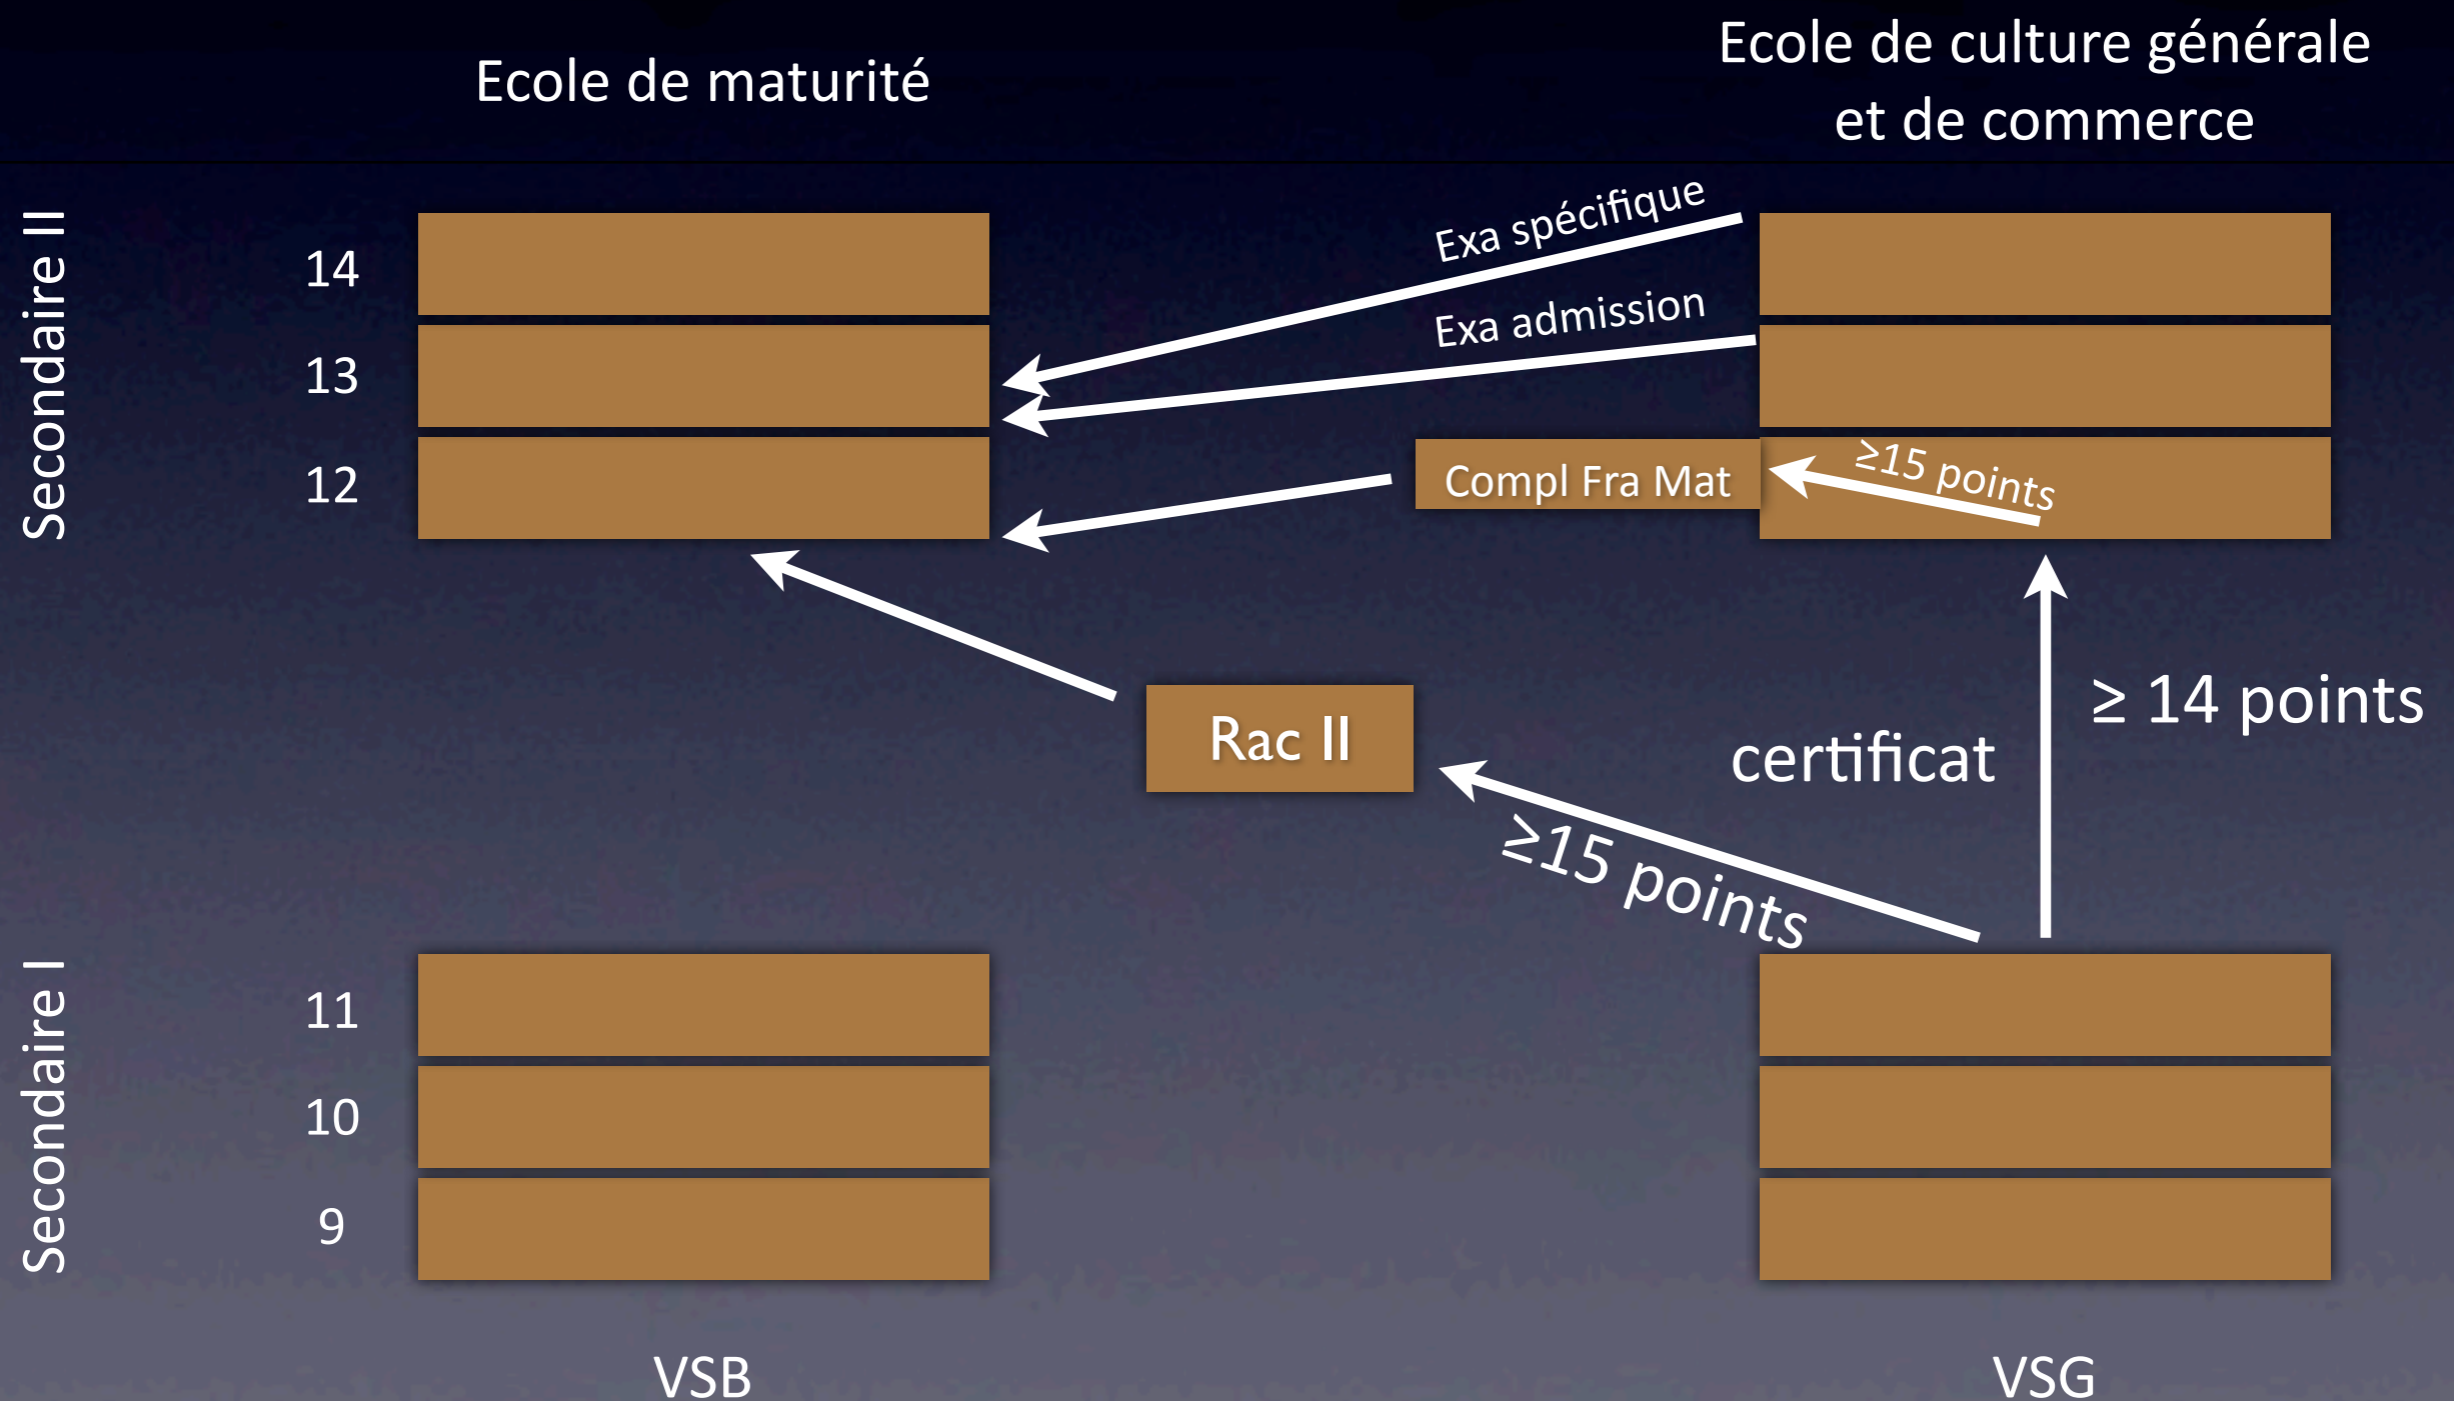 Ecole de maturité
Ecole de culture générale
et de commerce
Secondaire II
14
13
12
Exa spécifique
Exa admission
Compl Fra Mat
≥15 points
Rac II
certificat
≥ 14 points
≥15 points
Secondaire I
11
10
9
VSB
VSG